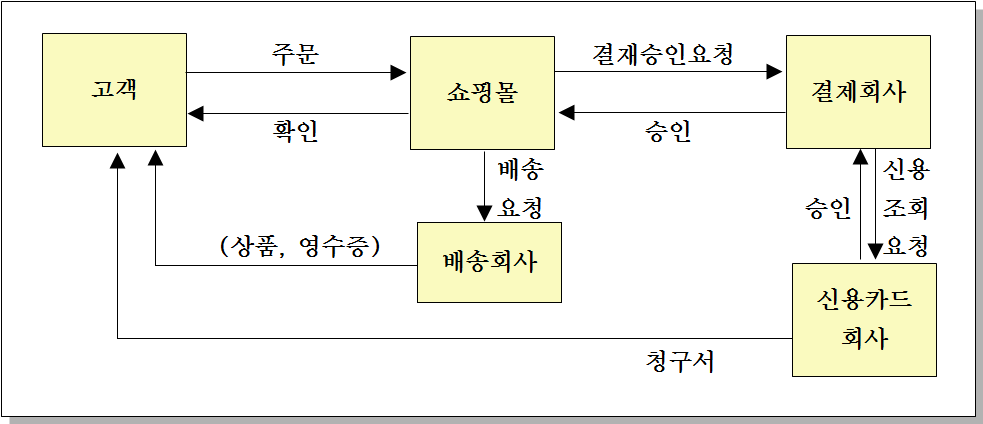 주문
결재승인요청
고객
쇼핑몰
결제회사
확인
승인
배송
요청
신용
조회
요청
승인
(상품, 영수증)
배송회사
신용카드
회사
청구서